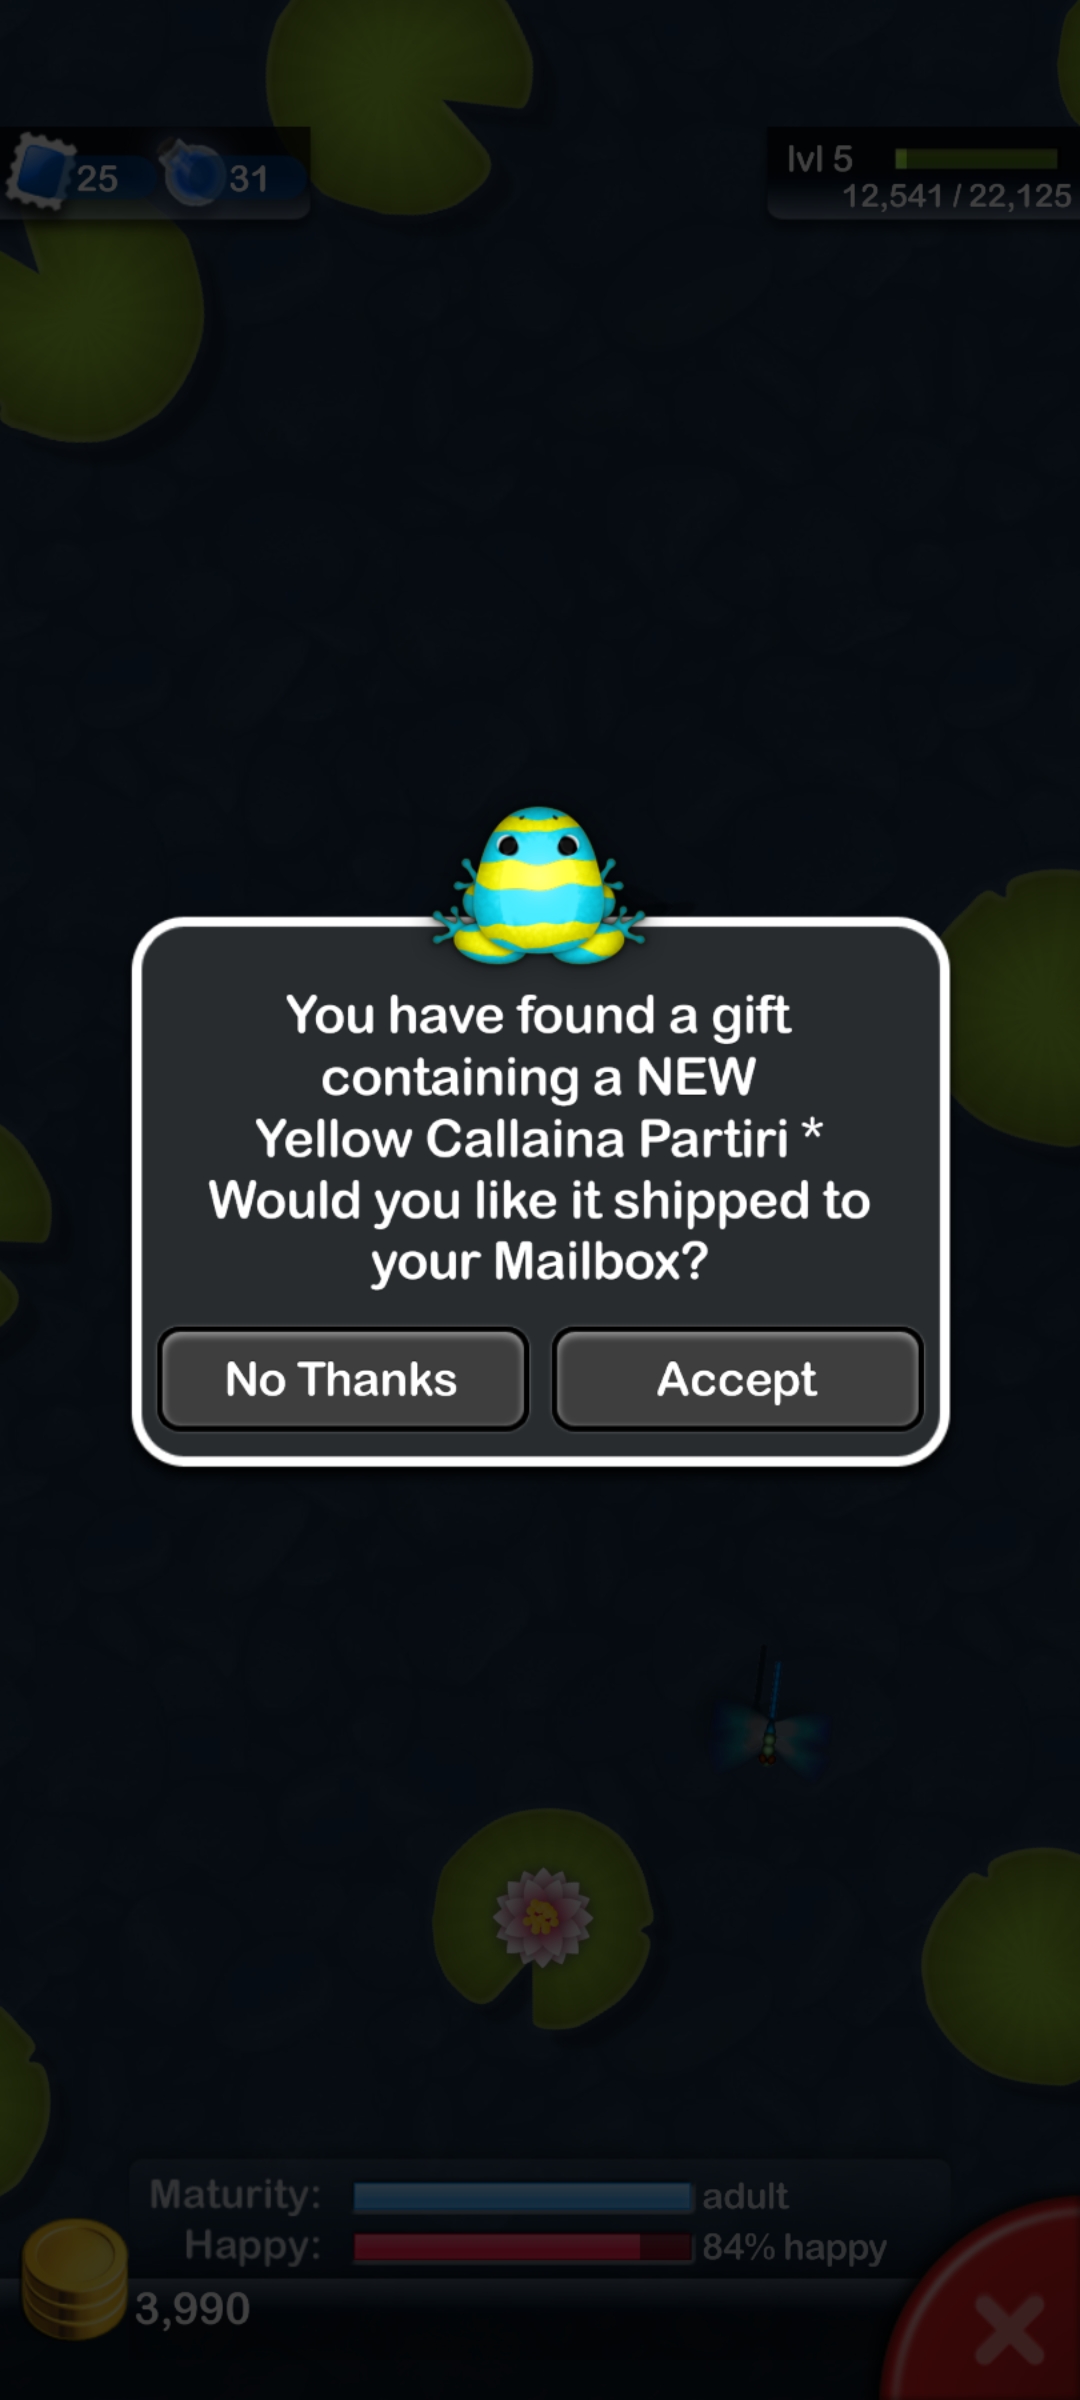 25 31
lvl 5
12,541 / 22,125
You have found a gift
containing a NEW
Yellow Callaina Partiri *
Would you like it shipped to
your Mailbox?
No Thanks Accept
Maturity: adult
Happy: 84% happy
3,990